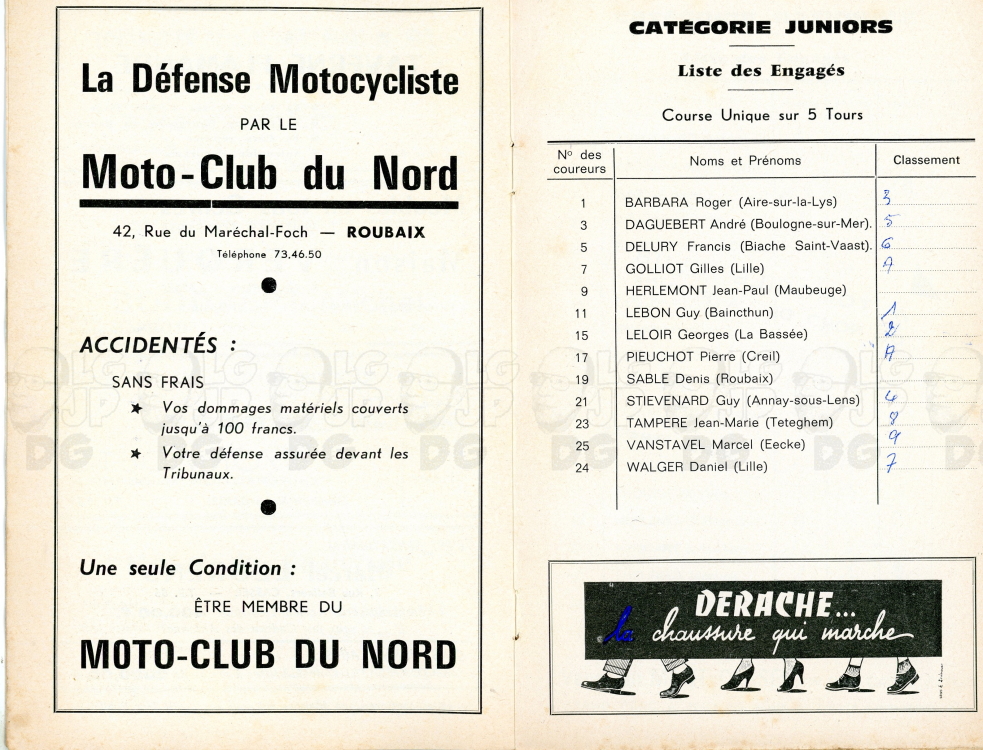 La Défense Motocycliste
PAR LE
Moto-Club du Nord
42, Rue du Maréchal-Foch — ROUBAIX
Téléphone 73.46.50
ACCIDENTÉS :
SANS FRAIS
★ Vos dommages matériels couverts
jusqu'à 100 francs.
★ Votre défense assurée devant les
Tribunaux.
Une seule Condition :
ÊTRE MEMBRE DU
MOTO-CLUB DU NORD
CATÉGORIE JUNIORS
Liste des Engagés
Course Unique sur 5 Tours
Nº des coureurs Noms et Prénoms Classement
1 BARBARA Roger (Aire-sur-la-Lys) 3
3 DAGUEBERT André (Boulogne-sur-Mer). 5
5 DELURY Francis (Biache Saint-Vaast). 6
7 GOLLIOT Gilles (Lille) A
9 HERLEMONT Jean-Paul (Maubeuge)
11 LEBON Guy (Baincthun) 1
15 LELOIR Georges (La Bassée) 2
17 PIEUCHOT Pierre (Creil) A
19 SABLE Denis (Roubaix)
21 STIEVENARD Guy (Annay-sous-Lens) 4
23 TAMPERE Jean-Marie (Teteghem) 8
25 VANSTAVEL Marcel (Eecke) 9
24 WALGER Daniel (Lille) 7
DERACHE...
la chaussure qui marche
LG JP DG